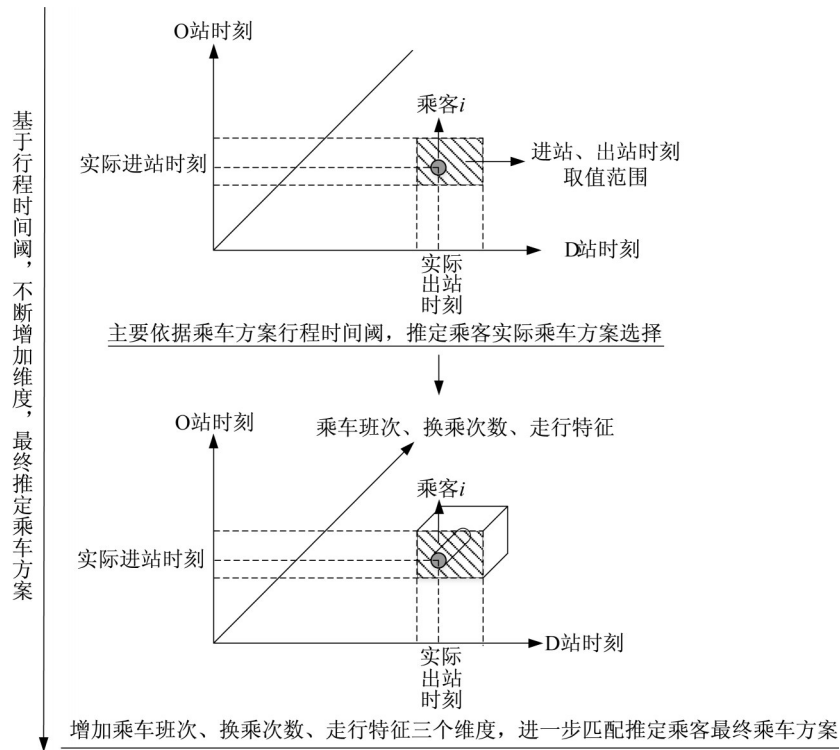 基于行程时间阈，不断增加维度，最终推定乘车方案
O站时刻
乘客i
实际进站时刻
进站、出站时刻
取值范围
D站时刻
实际
出站
时刻
主要依据乘车方案行程时间阈，推定乘客实际乘车方案选择
O站时刻
乘车班次、换乘次数、走行特征
乘客i
实际进站时刻
D站时刻
实际
出站
时刻
增加乘车班次、换乘次数、走行特征三个维度，进一步匹配推定乘客最终乘车方案